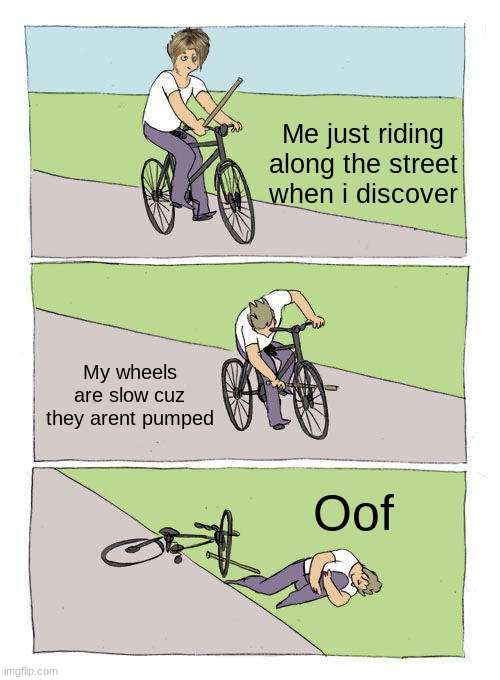 Me just riding
along the street
when i discover
My wheels
are slow cuz
they arent pumped
Oof
imgflip.com